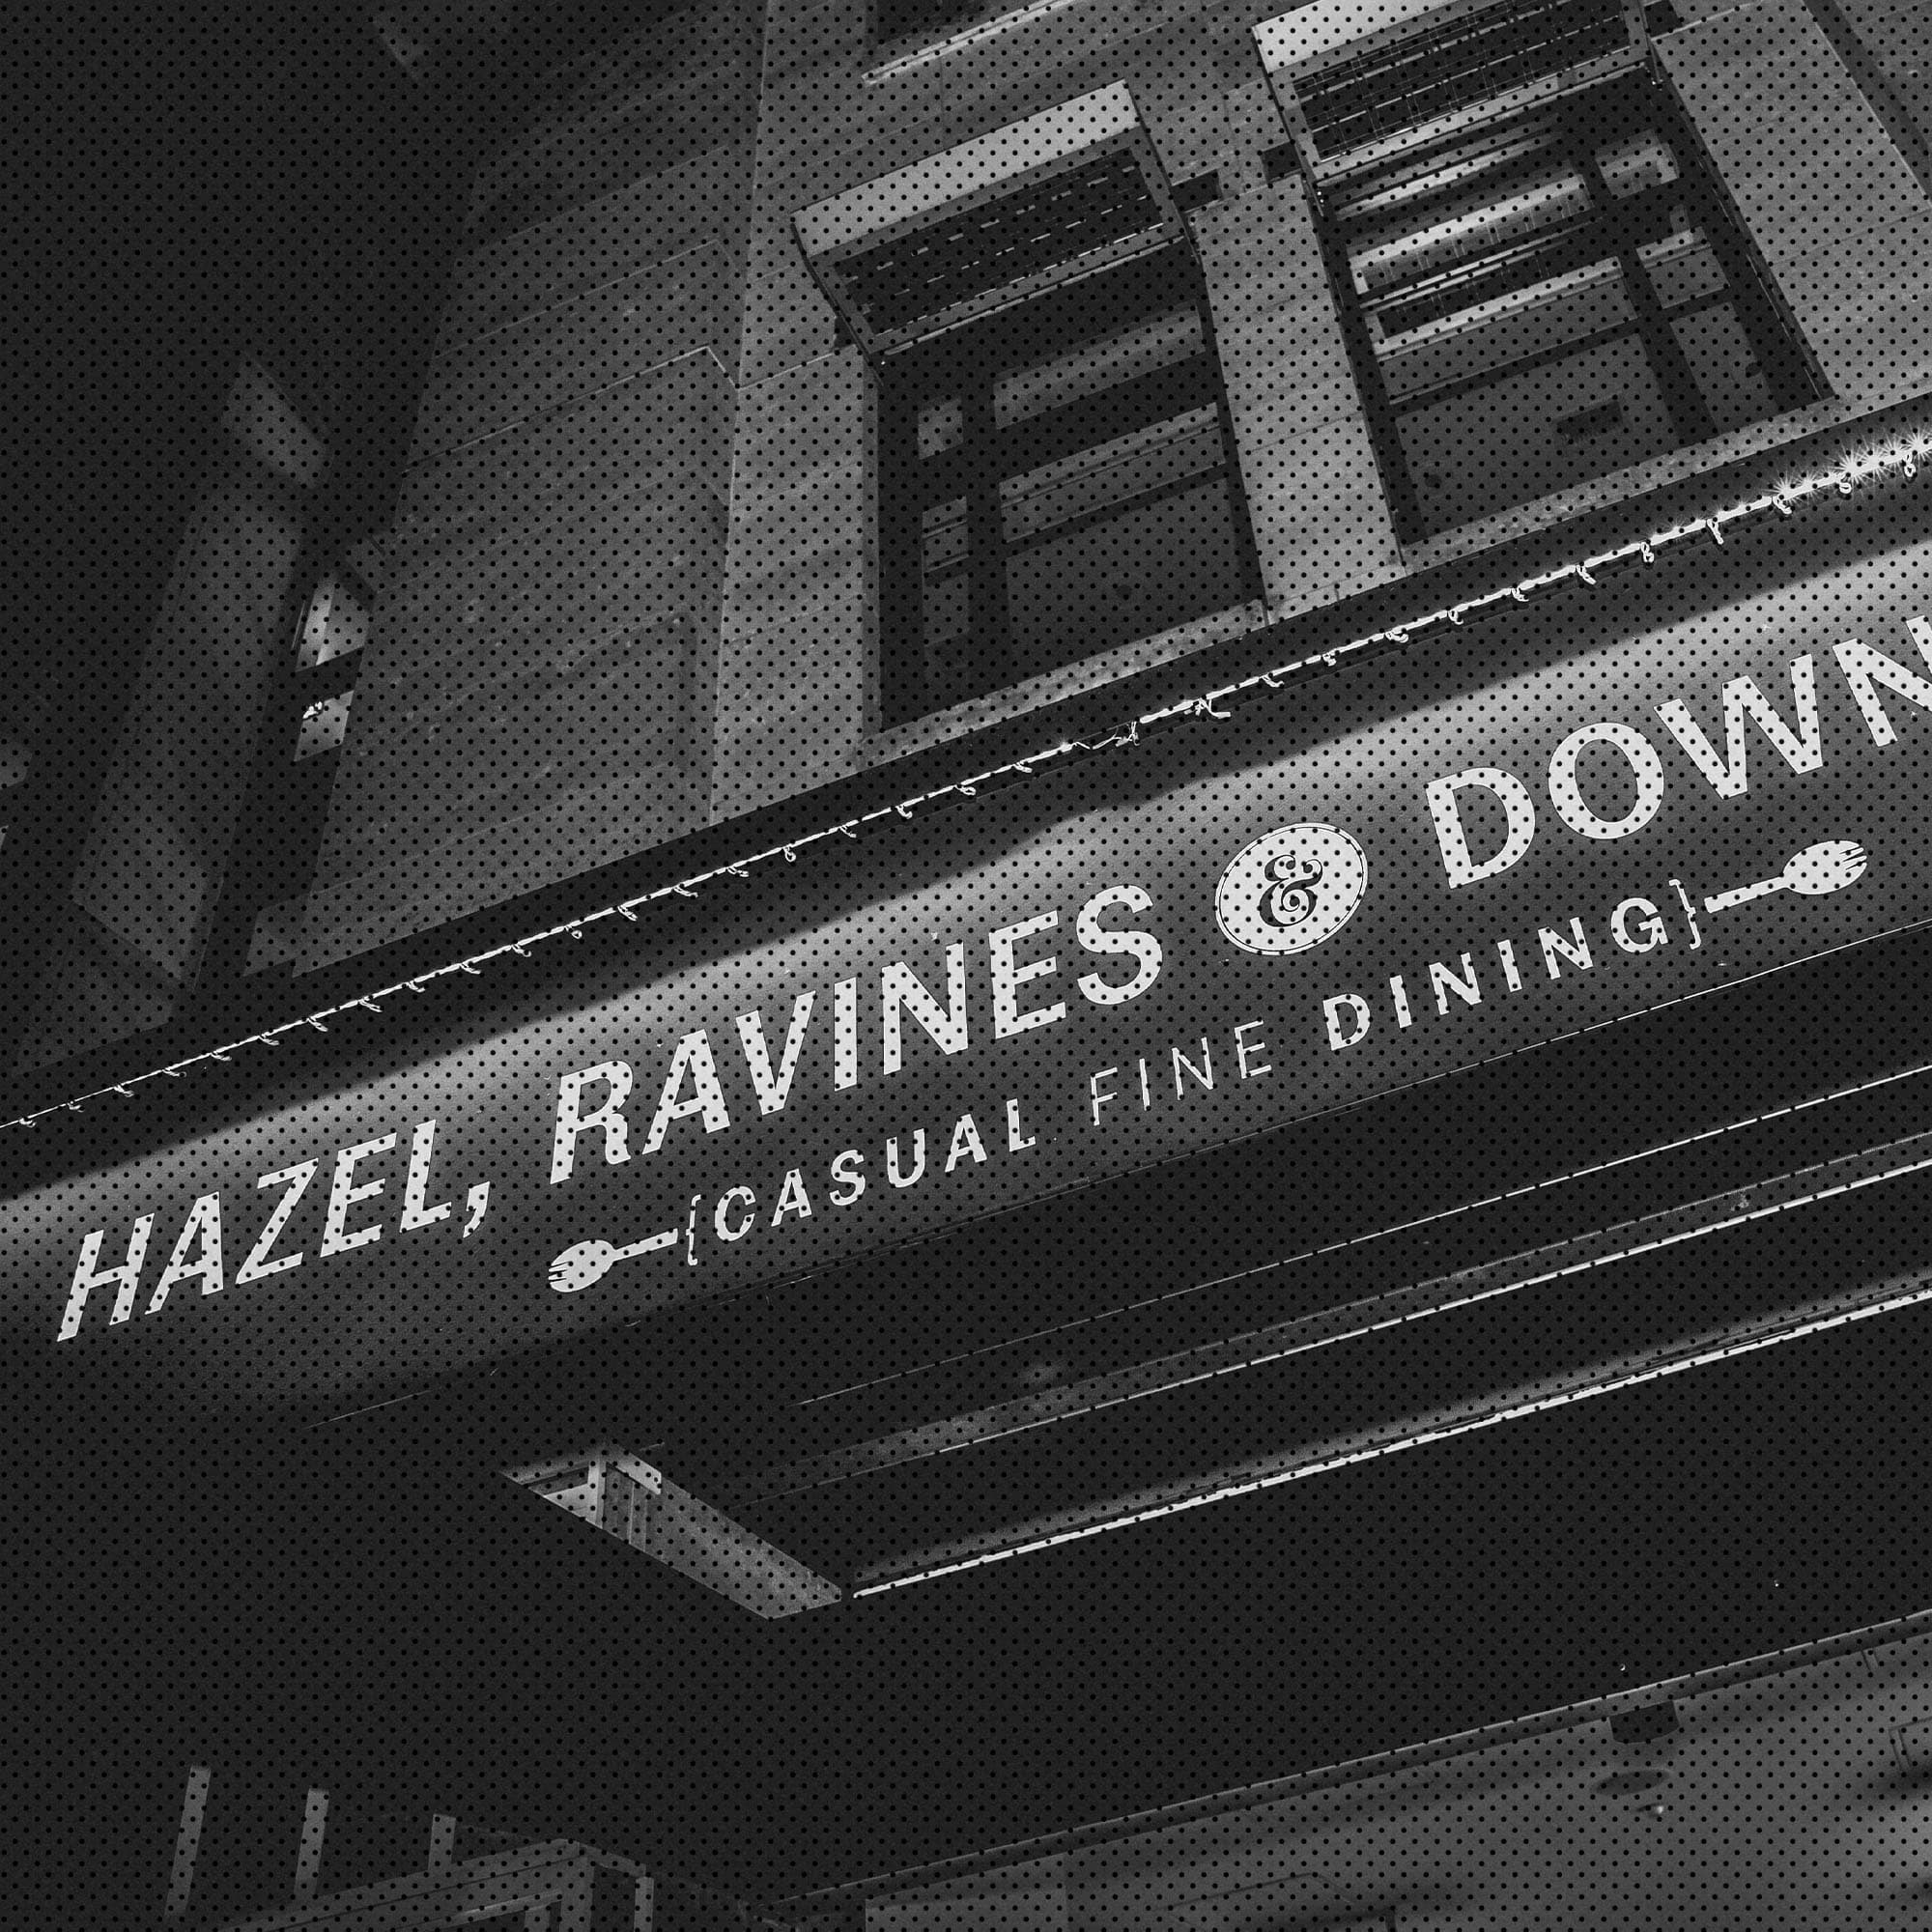 HAZEL, RAVINES & DOWN
{CASUAL FINE DINING}